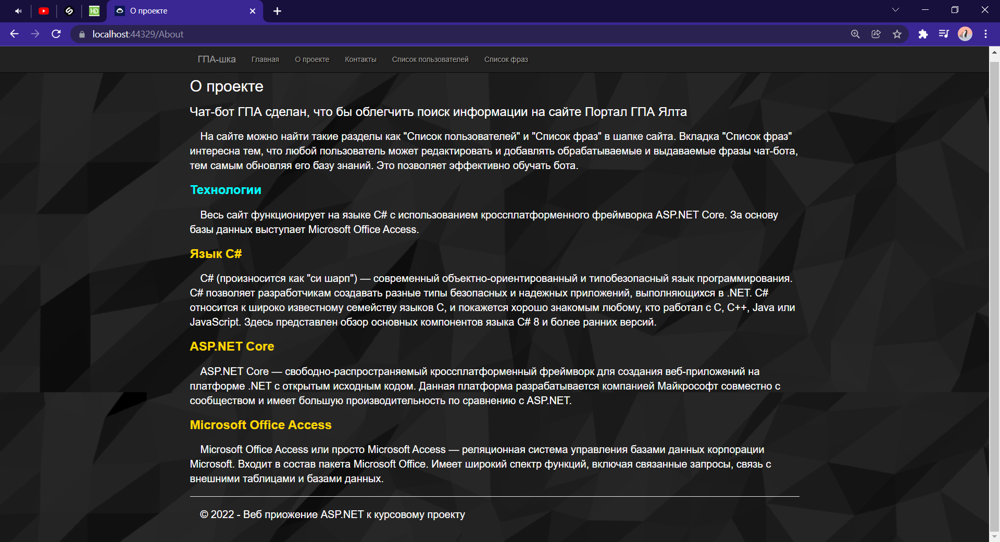 О проекте
localhost:44329/About
ГПА-шка Главная О проекте Контакты Список пользователей Список фраз
О проекте
Чат-бот ГПА сделан, что бы облегчить поиск информации на сайте Портал ГПА Ялта
На сайте можно найти такие разделы как "Список пользователей" и "Список фраз" в шапке сайта. Вкладка "Список фраз"
интересна тем, что любой пользователь может редактировать и добавлять обрабатываемые и выдаваемые фразы чат-бота,
тем самым обновляя его базу знаний. Это позволяет эффективно обучать бота.
Технологии
Весь сайт функционирует на языке C# с использованием кроссплатформенного фреймворка ASP.NET Core. За основу
базы данных выступает Microsoft Office Access.
Язык C#
C# (произносится как "си шарп") — современный объектно-ориентированный и типобезопасный язык программирования.
C# позволяет разработчикам создавать разные типы безопасных и надежных приложений, выполняющихся в .NET. C#
относится к широко известному семейству языков C, и покажется хорошо знакомым любому, кто работал с C, C++, Java или
JavaScript. Здесь представлен обзор основных компонентов языка C# 8 и более ранних версий.
ASP.NET Core
ASP.NET Core — свободно-распространяемый кроссплатформенный фреймворк для создания веб-приложений на
платформе .NET с открытым исходным кодом. Данная платформа разрабатывается компанией Майкрософт совместно с
сообществом и имеет большую производительность по сравнению с ASP.NET.
Microsoft Office Access
Microsoft Office Access или просто Microsoft Access — реляционная система управления базами данных корпорации
Microsoft. Входит в состав пакета Microsoft Office. Имеет широкий спектр функций, включая связанные запросы, связь с
внешними таблицами и базами данных.
© 2022 - Веб приожение ASP.NET к курсовому проекту